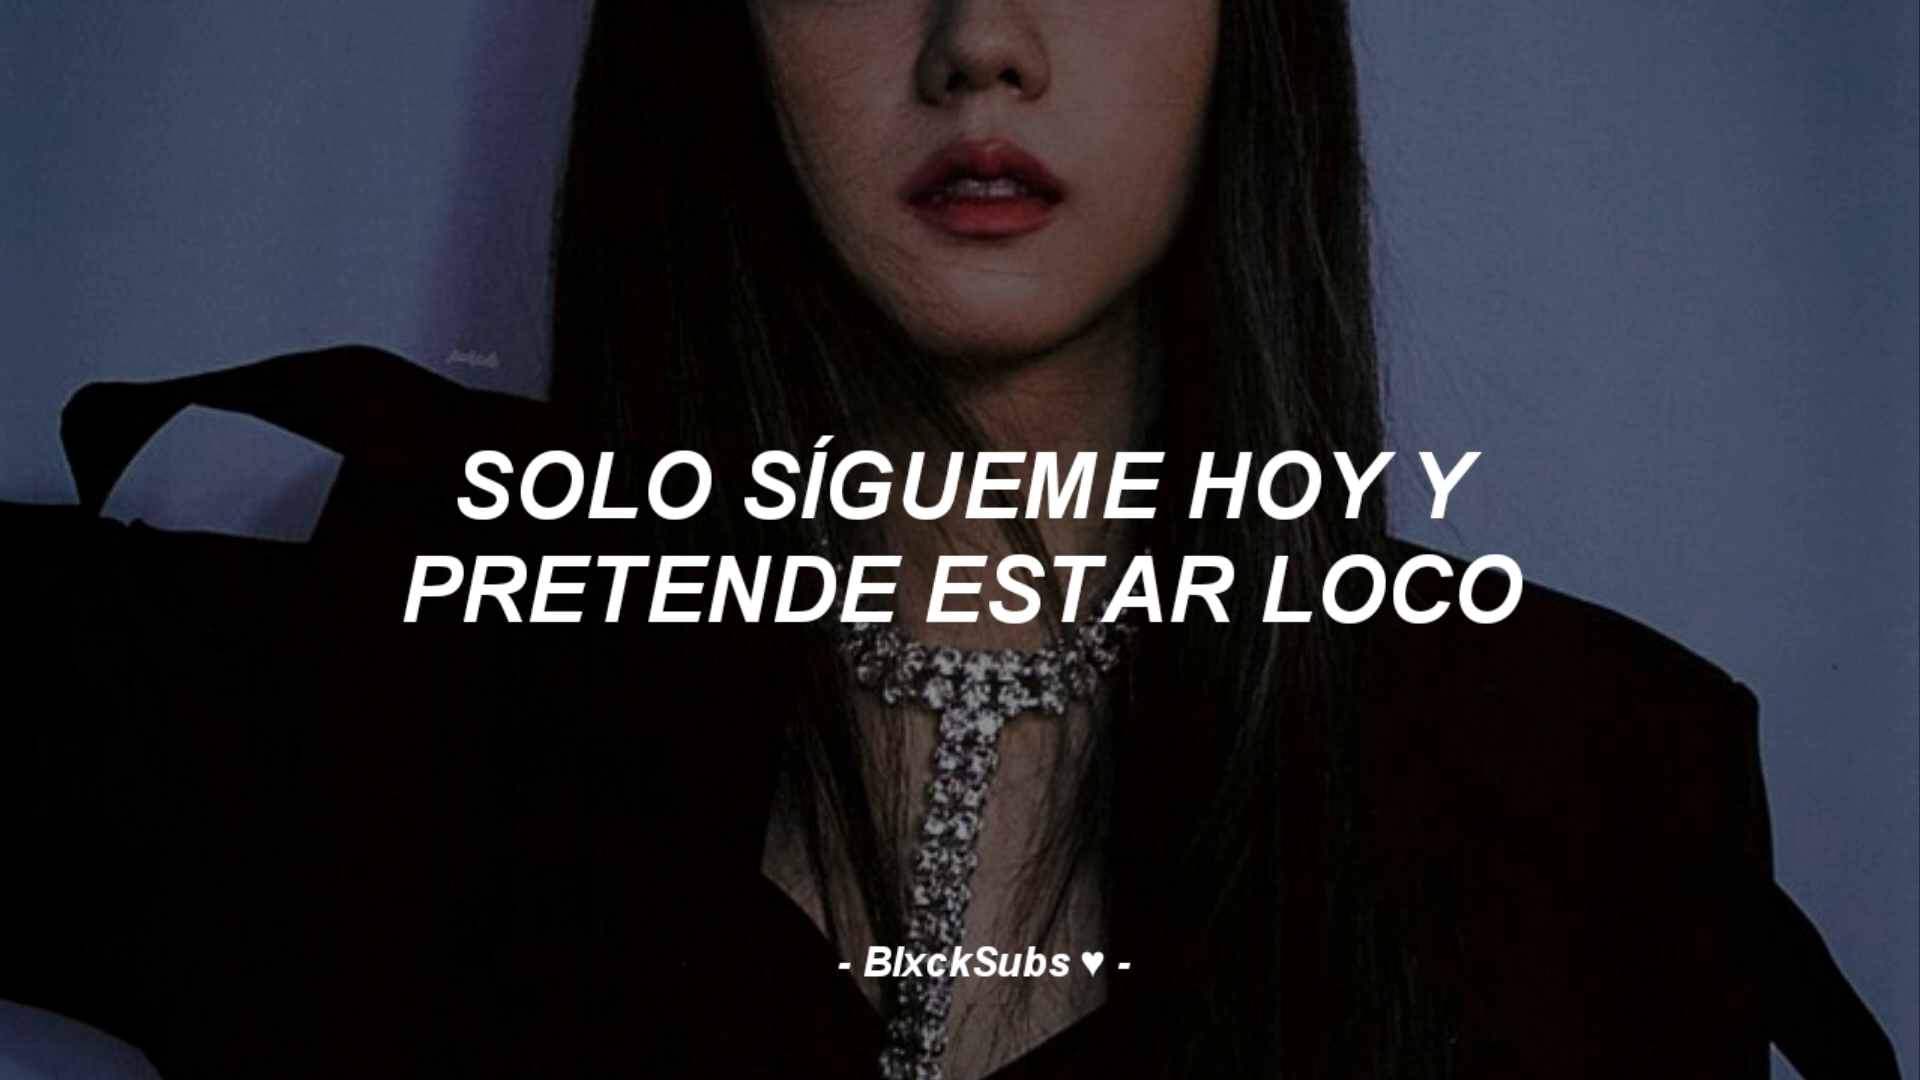 SOLO SÍGUEME HOY Y
PRETENDE ESTAR LOCO
- BlxckSubs ♥ -